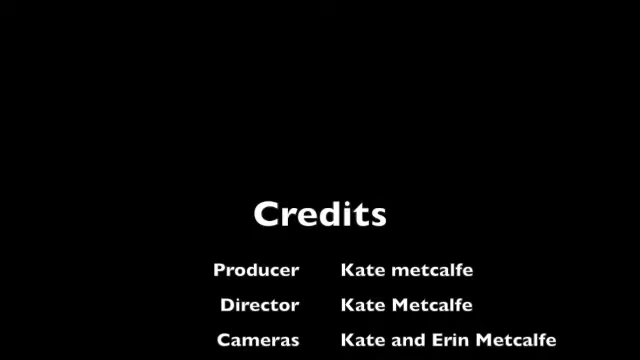 Credits
Producer Kate metcalfe
Director Kate Metcalfe
Cameras Kate and Erin Metcalfe